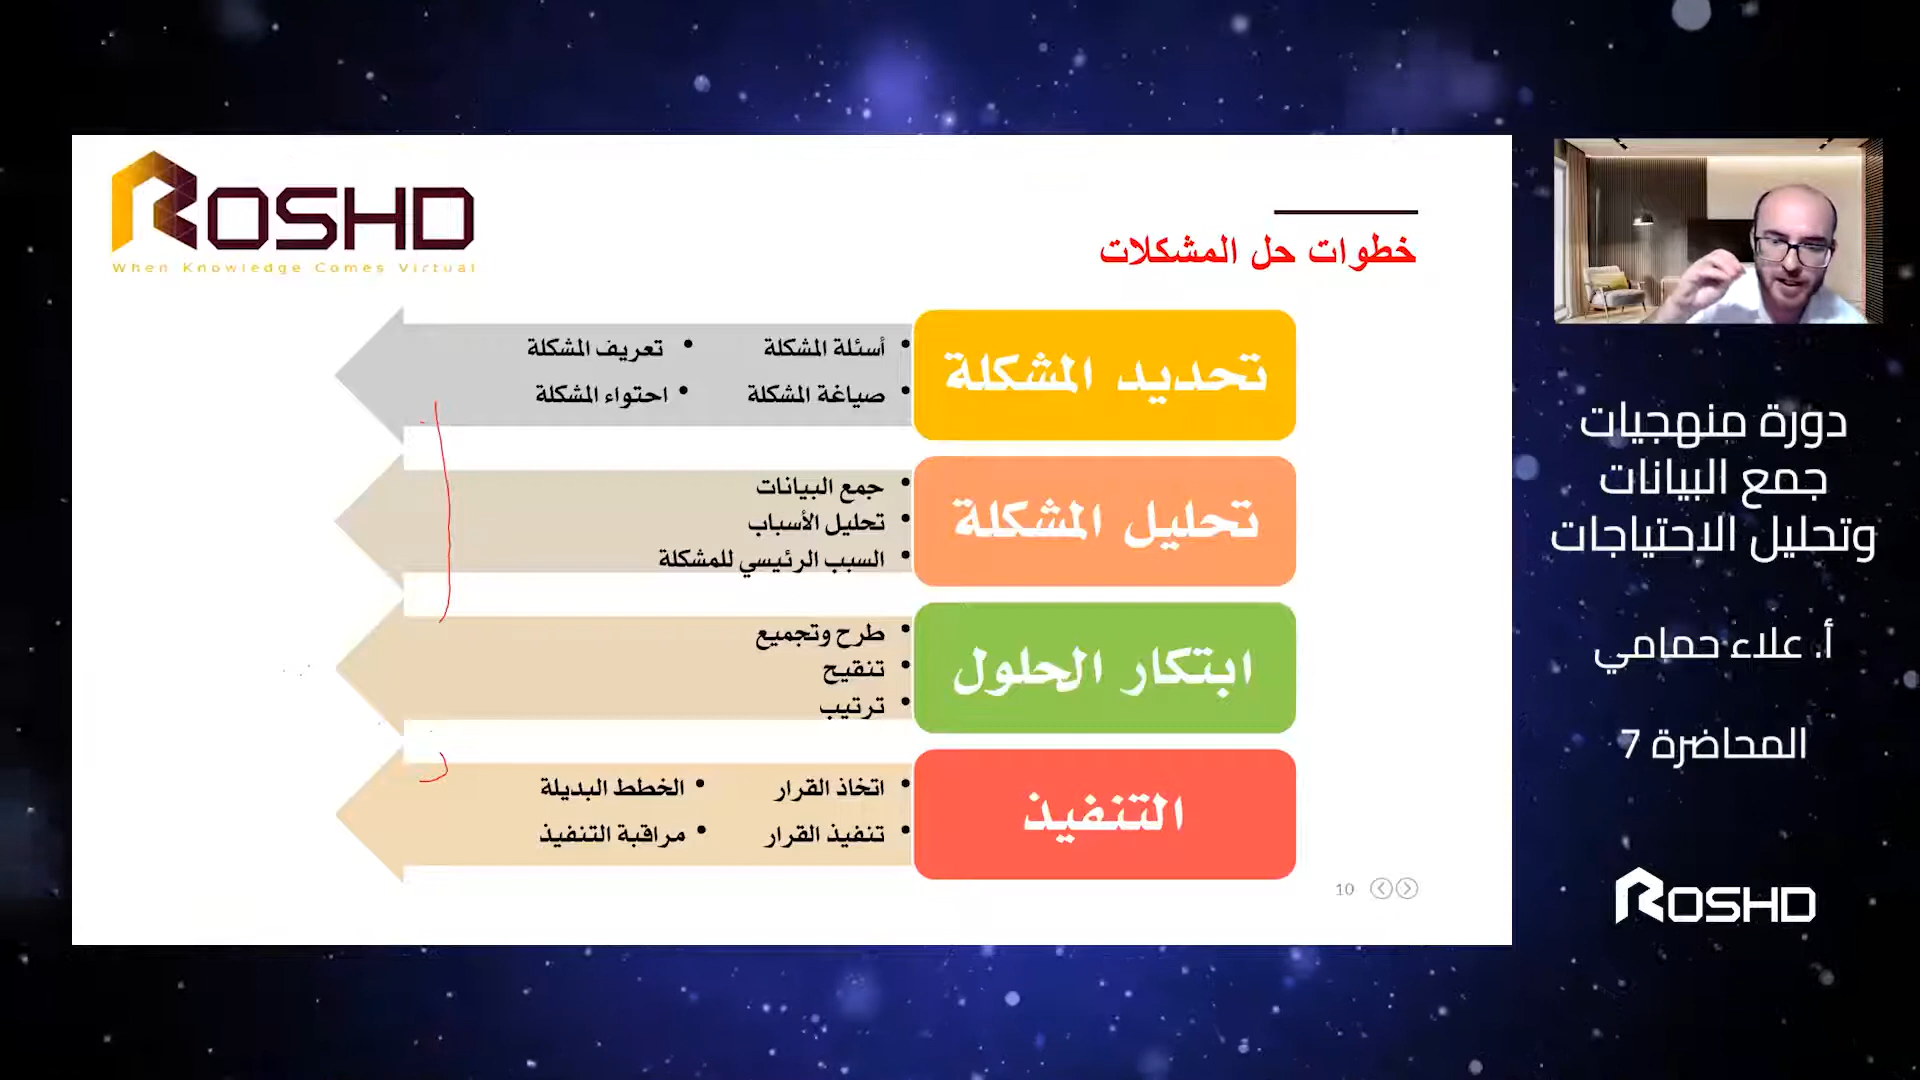 ROSHD
When Knowledge Comes Virtual
خطوات حل المشكلات
تحديد المشكلة
• أسئلة المشكلة
• صياغة المشكلة
• تعريف المشكلة
• احتواء المشكلة
تحليل المشكلة
• جمع البيانات
• تحليل الأسباب
• السبب الرئيسي للمشكلة
ابتكار الحلول
• طرح وتجميع
• تنقيح
• ترتيب
التنفيذ
• اتخاذ القرار
• تنفيذ القرار
• الخطط البديلة
• مراقبة التنفيذ
10
دورة منهجيات
جمع البيانات
وتحليل الاحتياجات
أ. علاء حمامي
المحاضرة 7
ROSHD